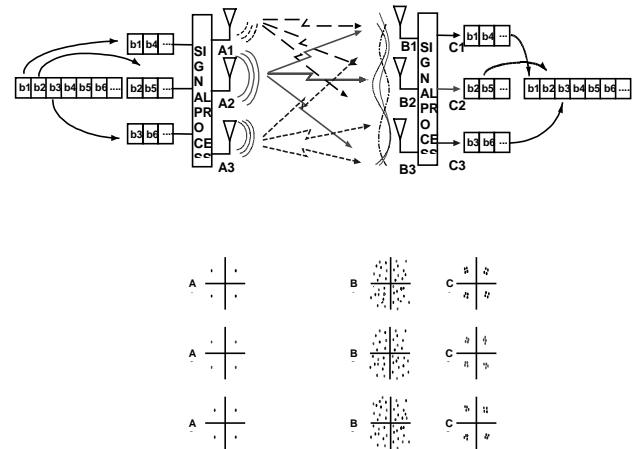 b1 b4 ....
A1
b1 b2 b3 b4 b5 b6 ....
b2 b5 ...
A2
b3 b6 ...
A3
SI
G
N
AL
PR
O
CE
SS
B1
B2
B3
SI
G
N
AL
PR
O
CE
SS
C1
b1 b4 ...
C2
b2 b5 ...
b1 b2 b3 b4 b5 b6 ....
C3
b3 b6 ...
A B C
A B C
A B C